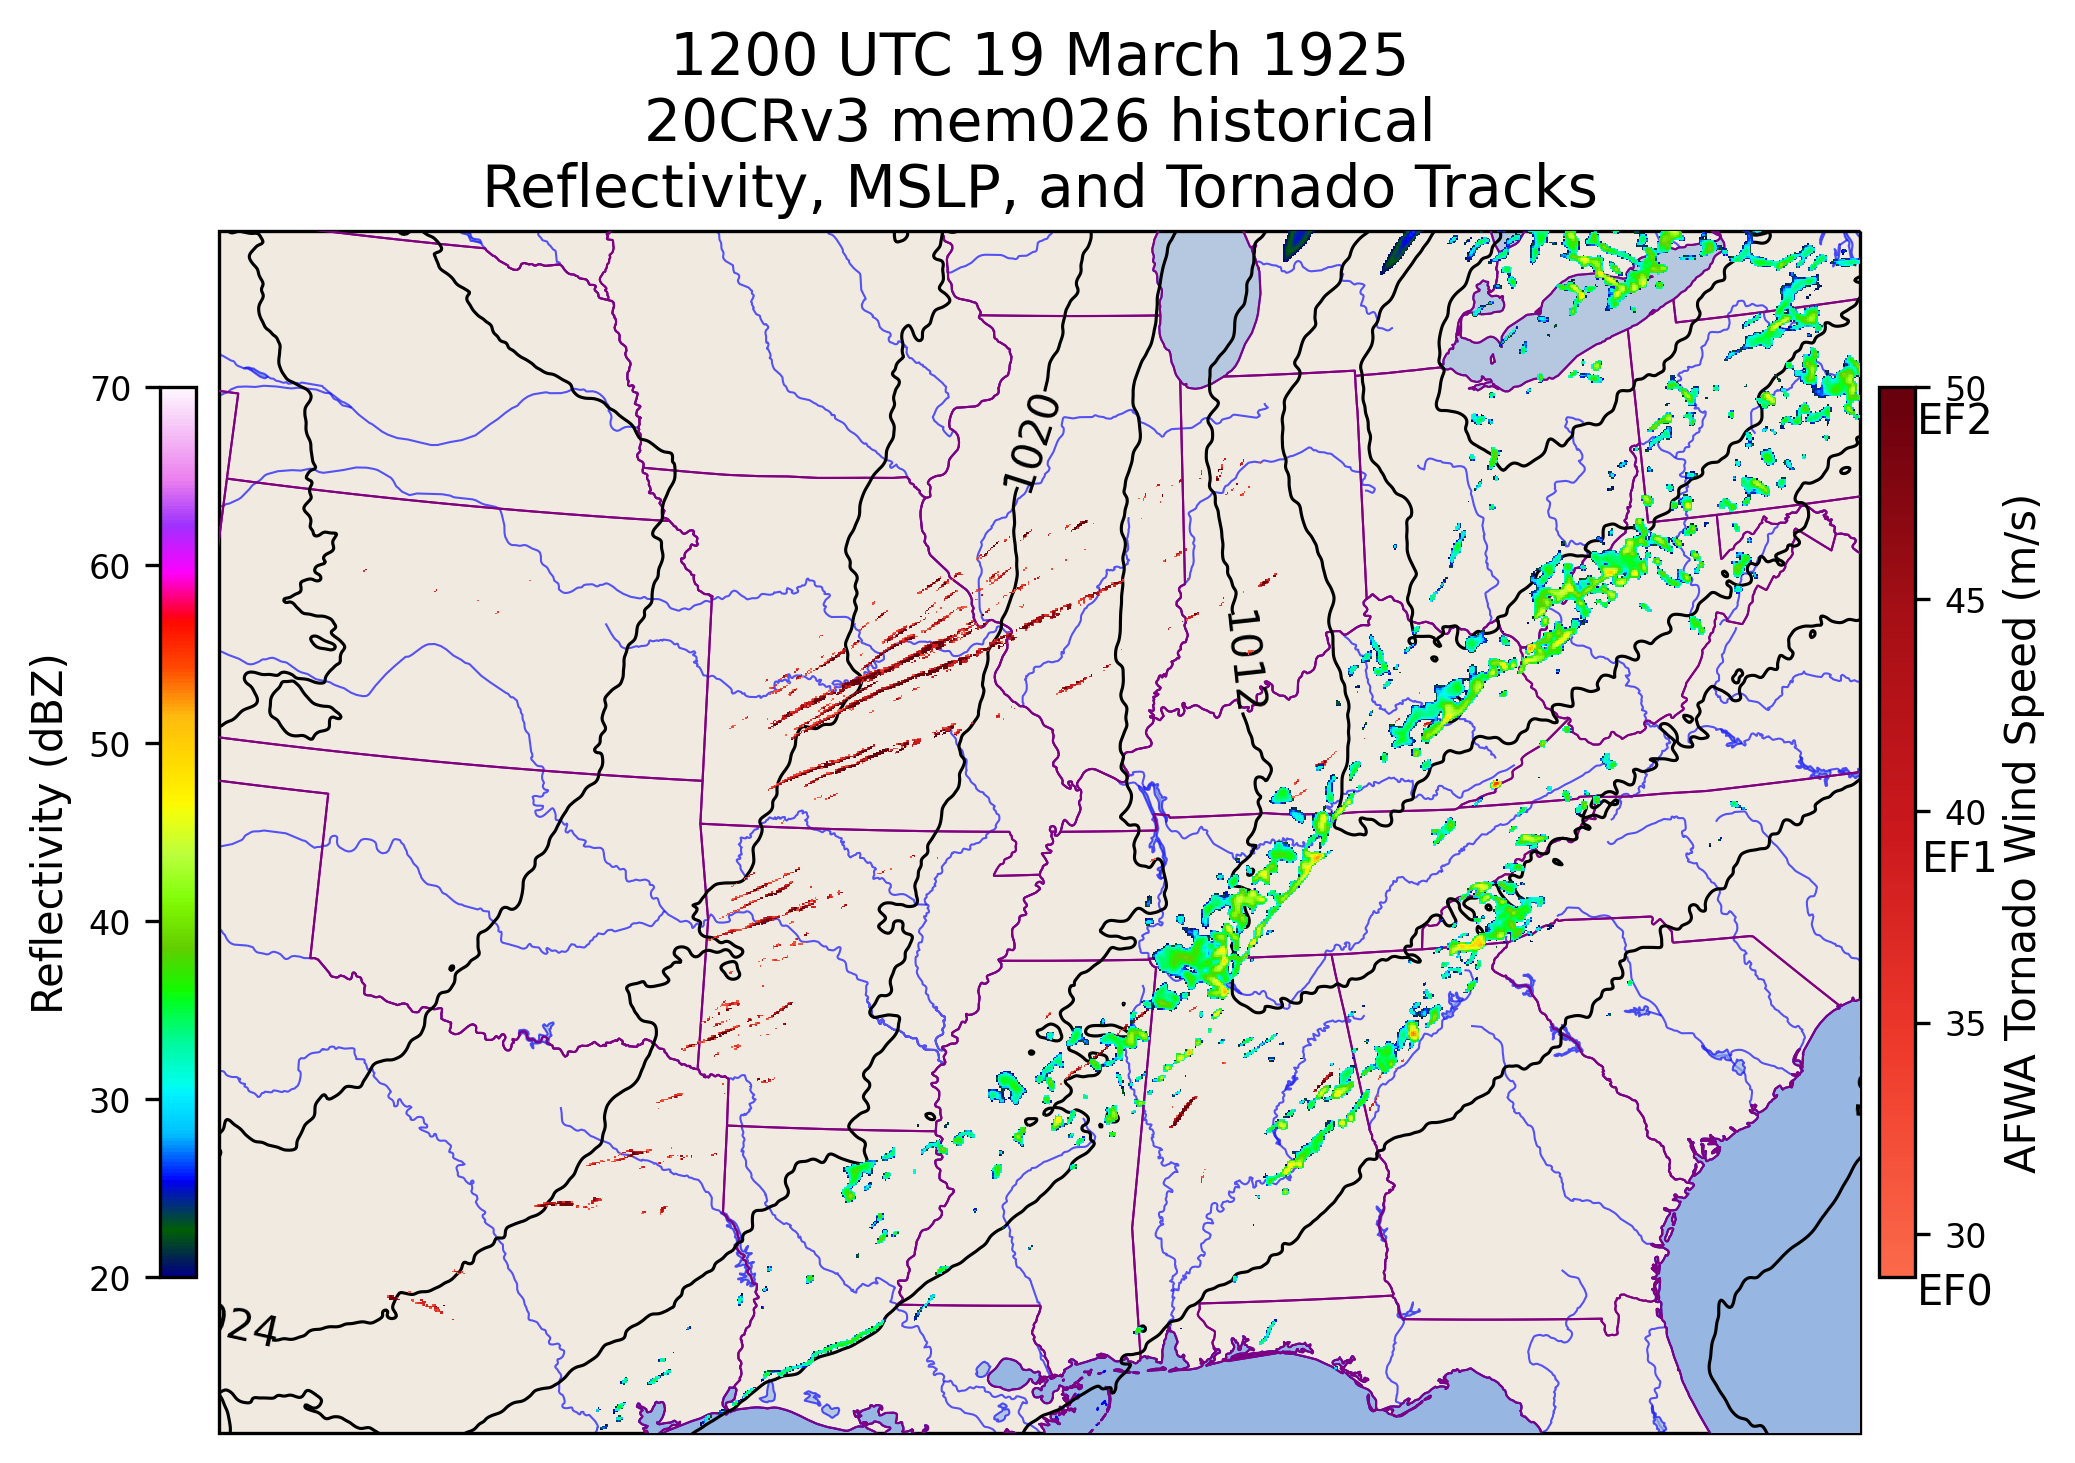 1200 UTC 19 March 1925
20CRv3 mem026 historical
Reflectivity, MSLP, and Tornado Tracks
70
60
50
40
30
20
Reflectivity (dBZ)
1020
1012
024
50
EF2
45
40
EF1
35
30
EF0
AFWA Tornado Wind Speed (m/s)